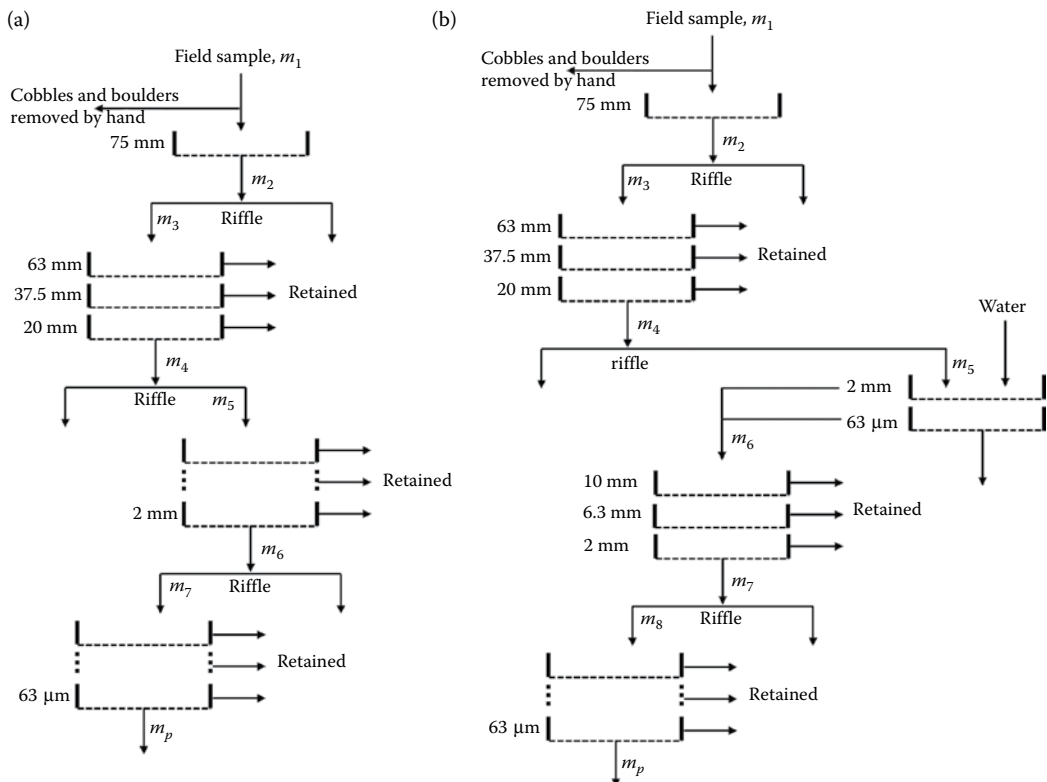 (a)
Field sample, m1
Cobbles and boulders
removed by hand
75 mm
m2
m3
Riffle
63 mm
37.5 mm
Retained
20 mm
m4
Riffle
m5
Retained
2 mm
m6
m7
Riffle
Retained
63 µm
mp
(b)
Field sample, m1
Cobbles and boulders
removed by hand
75 mm
m2
m3
Riffle
63 mm
37.5 mm
Retained
20 mm
m4
Water
riffle
m5
2 mm
63 µm
m6
10 mm
6.3 mm
Retained
2 mm
m7
m8
Riffle
Retained
63 µm
mp